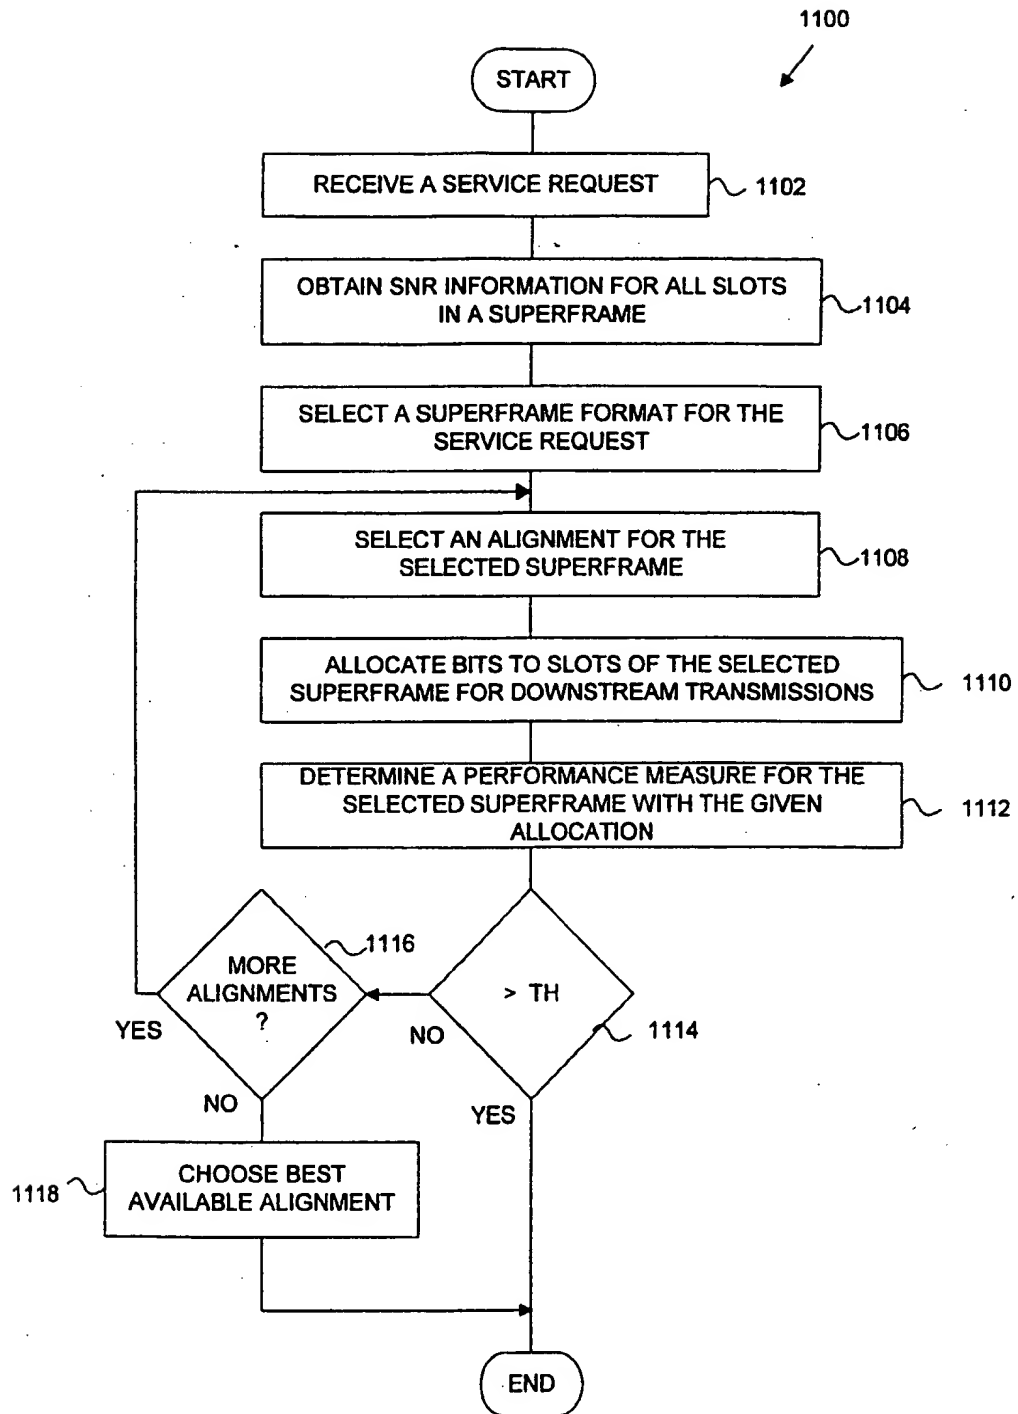 1100
START
RECEIVE A SERVICE REQUEST
1102
OBTAIN SNR INFORMATION FOR ALL SLOTS
IN A SUPERFRAME
1104
SELECT A SUPERFRAME FORMAT FOR THE
SERVICE REQUEST
1106
SELECT AN ALIGNMENT FOR THE
SELECTED SUPERFRAME
1108
ALLOCATE BITS TO SLOTS OF THE SELECTED
SUPERFRAME FOR DOWNSTREAM TRANSMISSIONS
1110
DETERMINE A PERFORMANCE MEASURE FOR THE
SELECTED SUPERFRAME WITH THE GIVEN
ALLOCATION
1112
> TH
1114
NO
YES
MORE
ALIGNMENTS
?
1116
YES
NO
CHOOSE BEST
AVAILABLE ALIGNMENT
1118
END